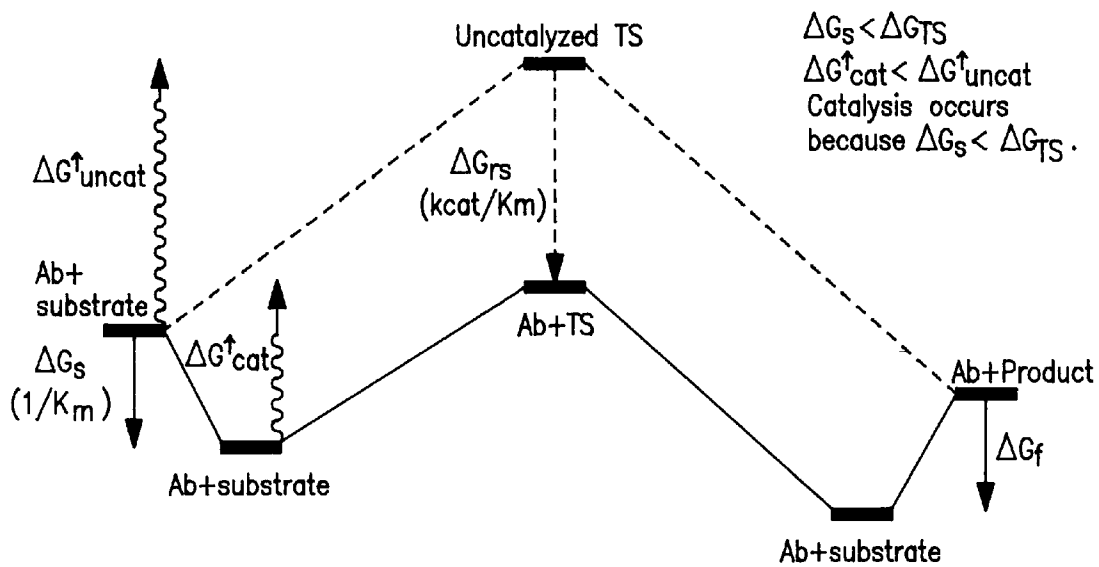 Uncatalyzed TS
ΔGs < ΔGTS
ΔG↑cat < ΔG↑uncat
Catalysis occurs
because ΔGs < ΔGTS.
ΔG↑uncat
ΔGrs
(kcat/Km)
Ab+
substrate
Ab+TS
ΔG↑cat
ΔGs
(1/Km)
Ab+Product
ΔGf
Ab+substrate
Ab+substrate